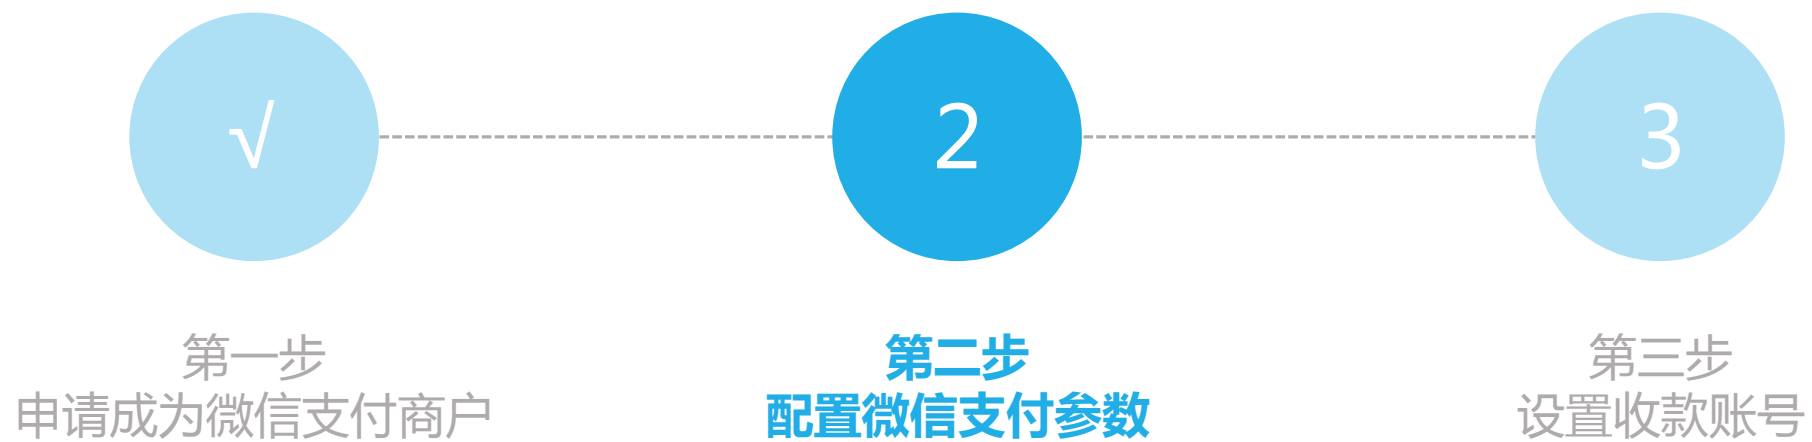 √
2
3
第一步
申请成为微信支付商户
第二步
配置微信支付参数
第三步
设置收款账号